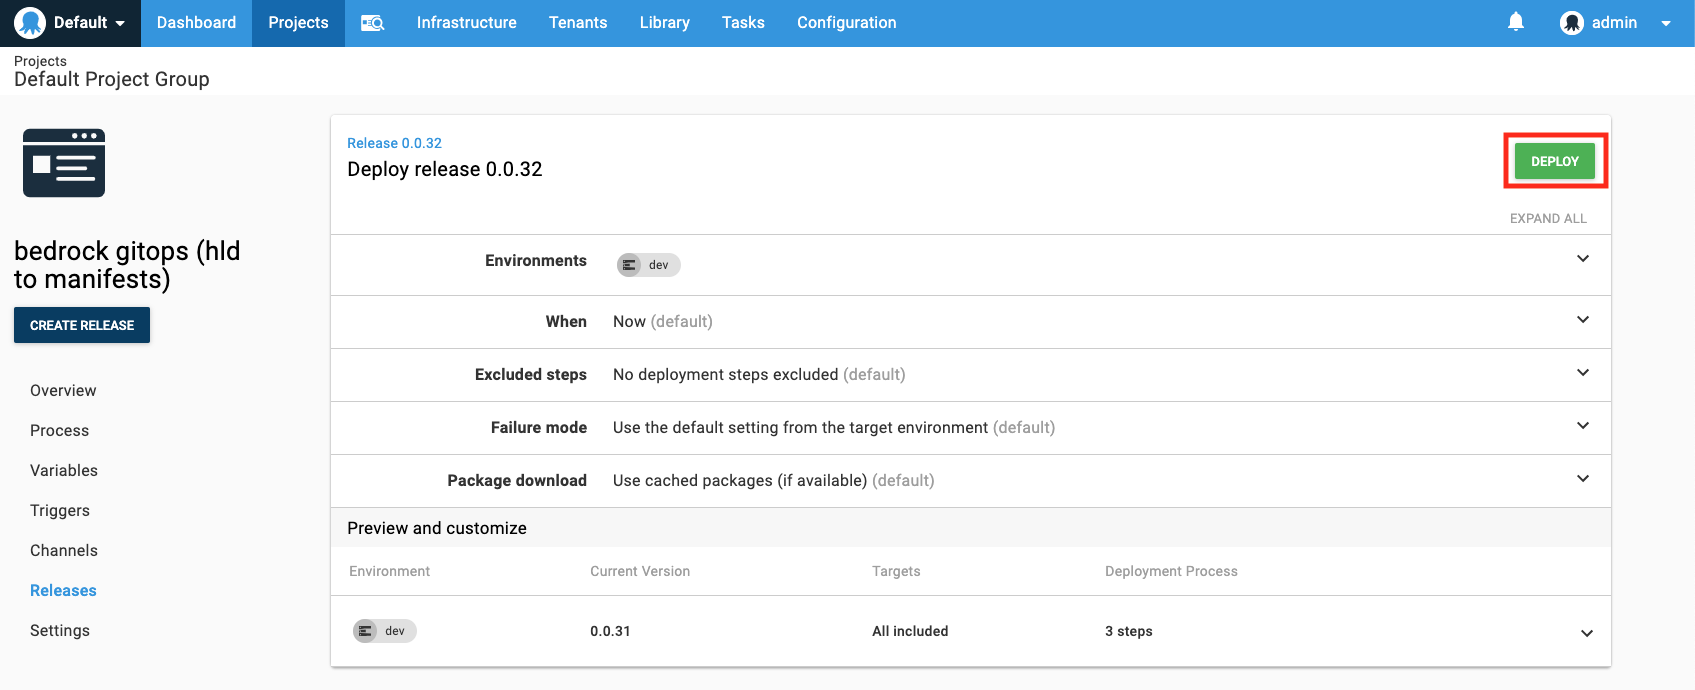 Default Dashboard Projects Infrastructure Tenants Library Tasks Configuration admin
Projects
Default Project Group
bedrock gitops (hld
to manifests)
CREATE RELEASE
Overview
Process
Variables
Triggers
Channels
Releases
Settings
Release 0.0.32
Deploy release 0.0.32
DEPLOY
EXPAND ALL
Environments dev
When Now (default)
Excluded steps No deployment steps excluded (default)
Failure mode Use the default setting from the target environment (default)
Package download Use cached packages (if available) (default)
Preview and customize
Environment Current Version Targets Deployment Process
dev 0.0.31 All included 3 steps